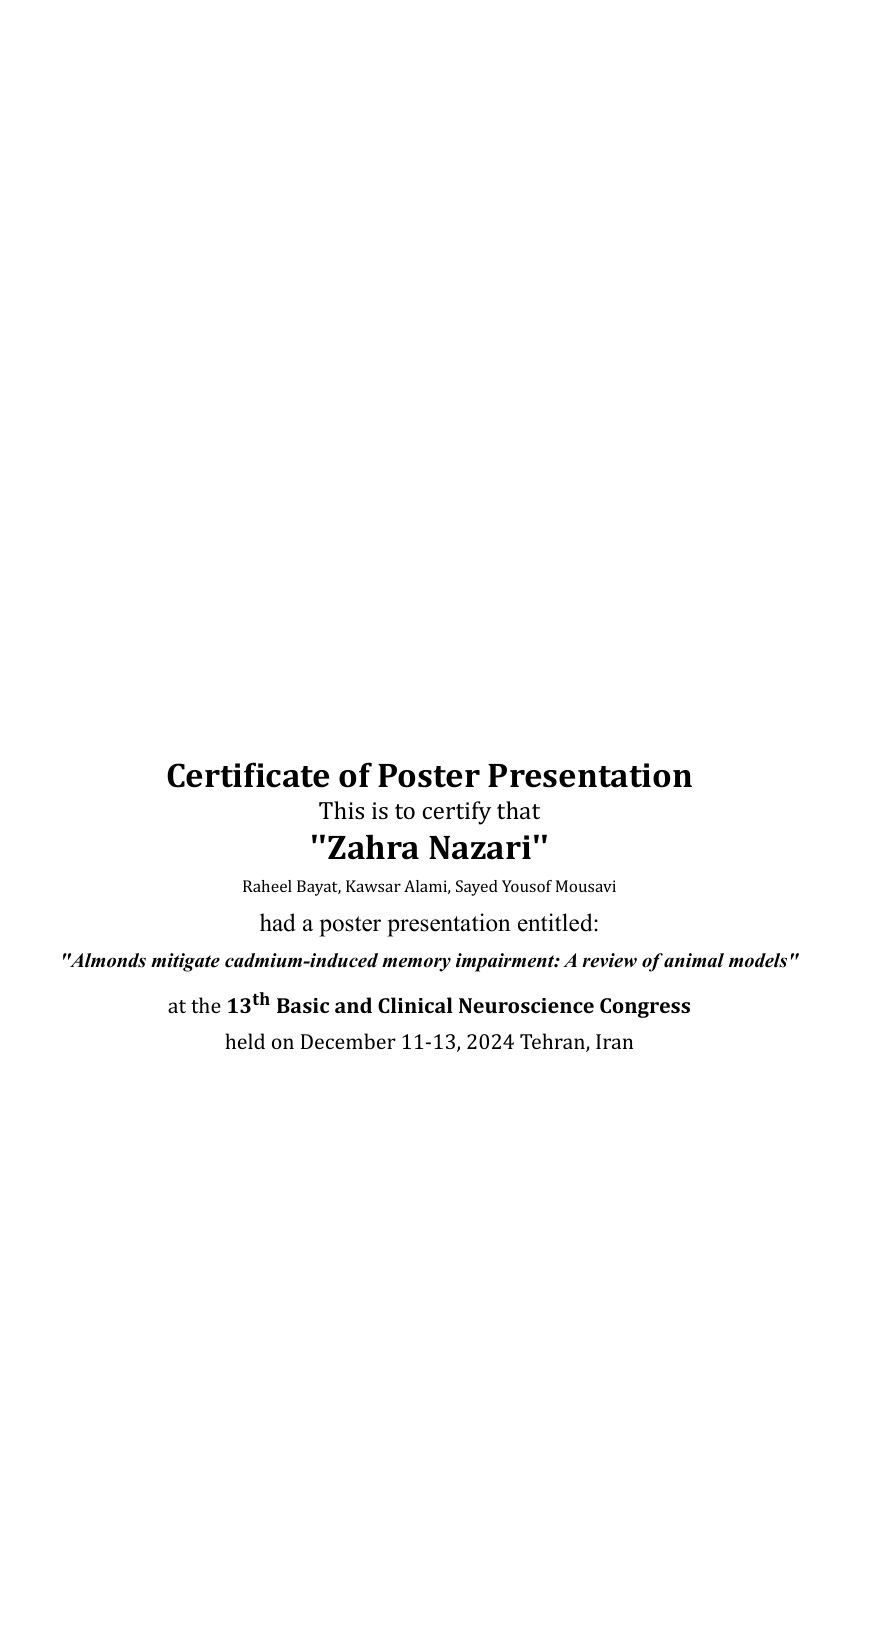 Certificate of Poster Presentation
This is to certify that
"Zahra Nazari"
Raheel Bayat, Kawsar Alami, Sayed Yousof Mousavi
had a poster presentation entitled:
"Almonds mitigate cadmium-induced memory impairment: A review of animal models"
at the 13th Basic and Clinical Neuroscience Congress
held on December 11-13, 2024 Tehran, Iran